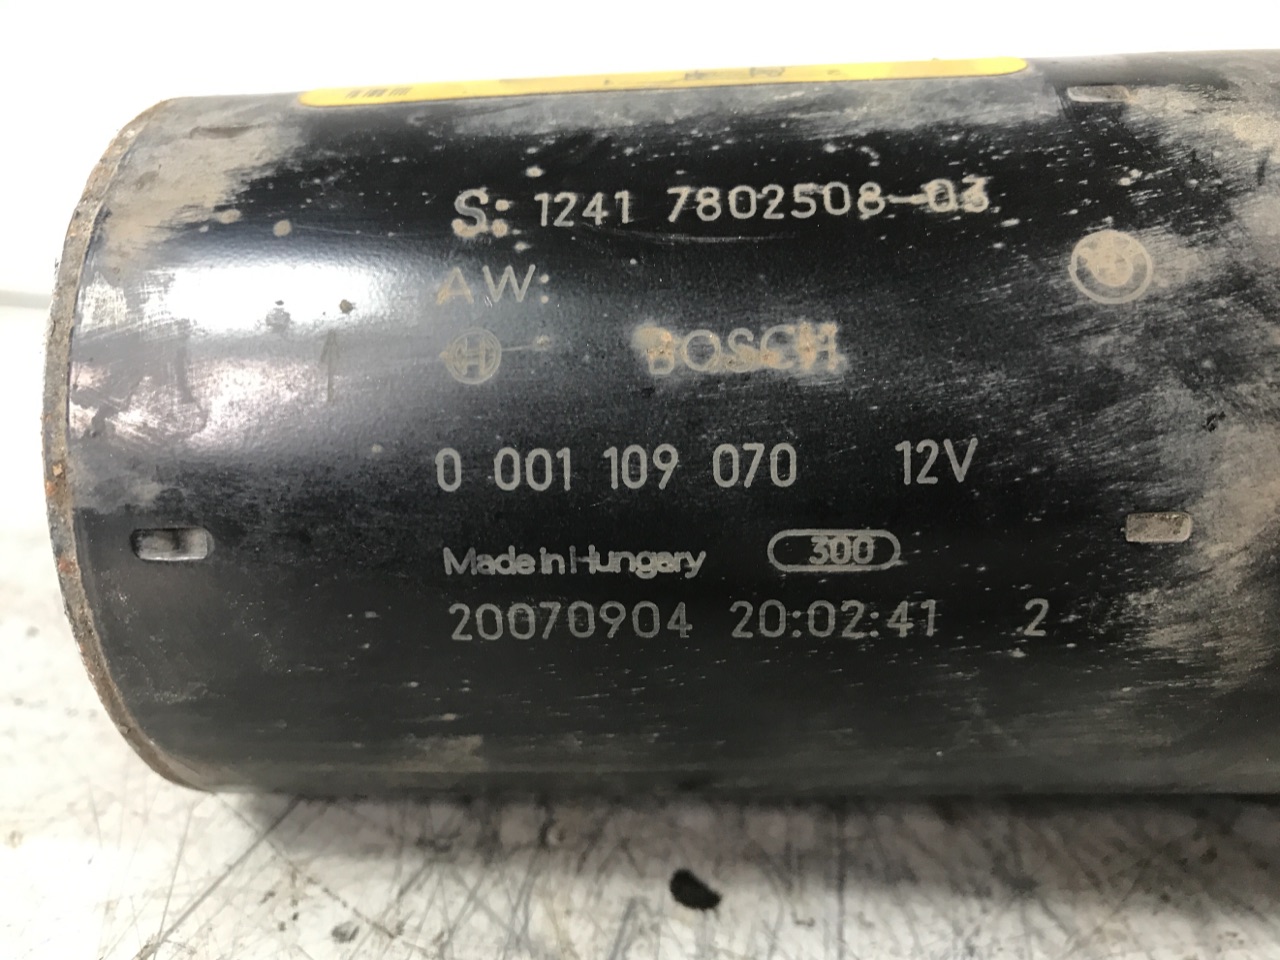 S: 1241 7802508-03
AW:
BOSCH
0 001 109 070 12V
Made in Hungary 300
20070904 20:02:41 2